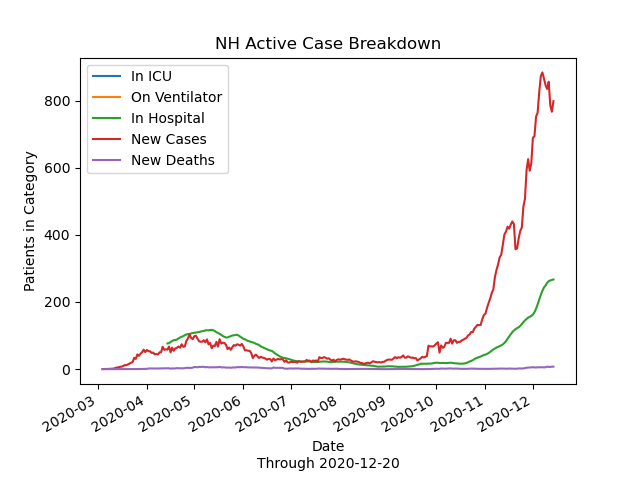 NH Active Case Breakdown
In ICU
On Ventilator
In Hospital
New Cases
New Deaths
Patients in Category
800
600
400
200
0
2020-03
2020-04
2020-05
2020-06
2020-07
2020-08
2020-09
2020-10
2020-11
2020-12
Date
Through 2020-12-20